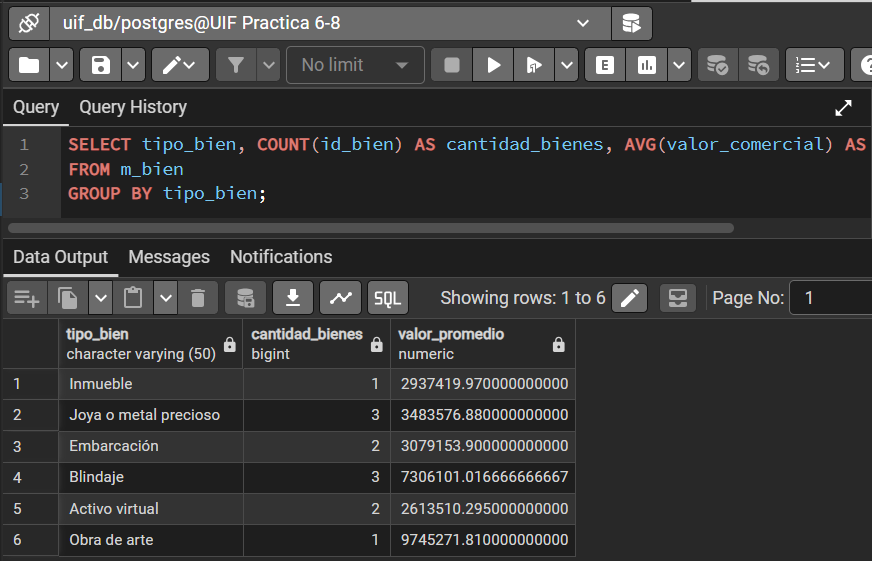 uif_db/postgres@UIF Practica 6-8
No limit
E
Query Query History
1 SELECT tipo_bien, COUNT(id_bien) AS cantidad_bienes, AVG(valor_comercial) AS
2 FROM m_bien
3 GROUP BY tipo_bien;
Data Output Messages Notifications
SQL Showing rows: 1 to 6 Page No: 1
tipo_bien cantidad_bienes valor_promedio
character varying (50) bigint numeric
1 Inmueble 1 2937419.970000000000
2 Joya o metal precioso 3 3483576.880000000000
3 Embarcación 2 3079153.900000000000
4 Blindaje 3 7306101.016666666667
5 Activo virtual 2 2613510.295000000000
6 Obra de arte 1 9745271.810000000000